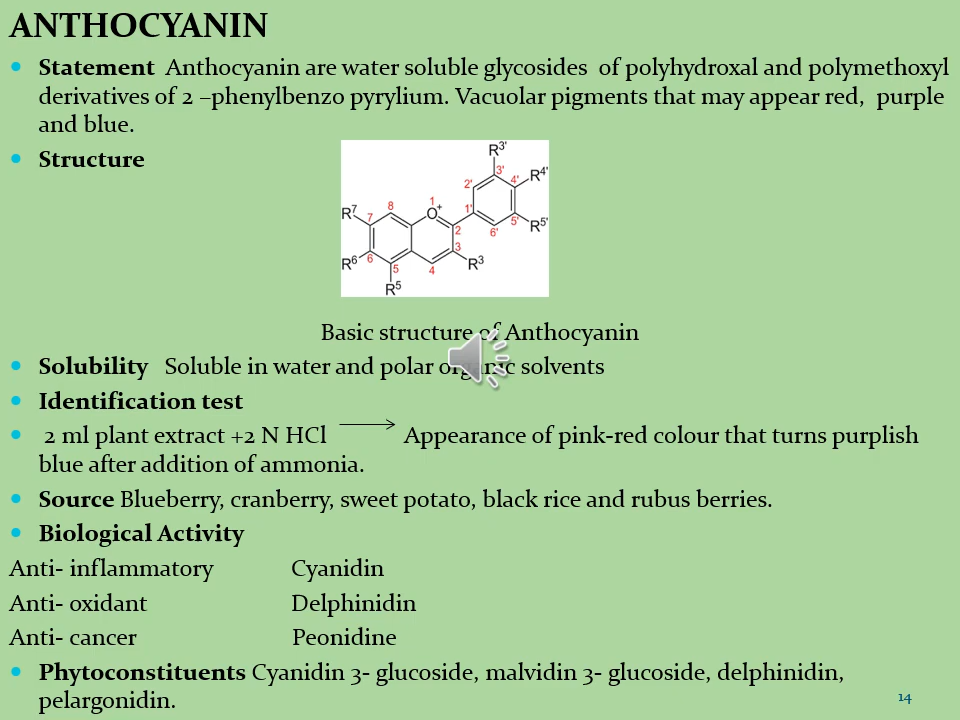 ANTHOCYANIN
Statement Anthocyanin are water soluble glycosides of polyhydroxal and polymethoxyl
derivatives of 2 –phenylbenzo pyrylium. Vacuolar pigments that may appear red, purple
and blue.
Structure
R3'
3' 4' R4'
2'
1 1'
R7 7 8 O+ 2 6' 5' R5'
R6 6 5 4 3 R3
R5
Basic structure of Anthocyanin
Solubility Soluble in water and polar organic solvents
Identification test
2 ml plant extract +2 N HCl Appearance of pink-red colour that turns purplish
blue after addition of ammonia.
Source Blueberry, cranberry, sweet potato, black rice and rubus berries.
Biological Activity
Anti- inflammatory Cyanidin
Anti- oxidant Delphinidin
Anti- cancer Peonidine
Phytoconstituents Cyanidin 3- glucoside, malvidin 3- glucoside, delphinidin,
pelargonidin.
14